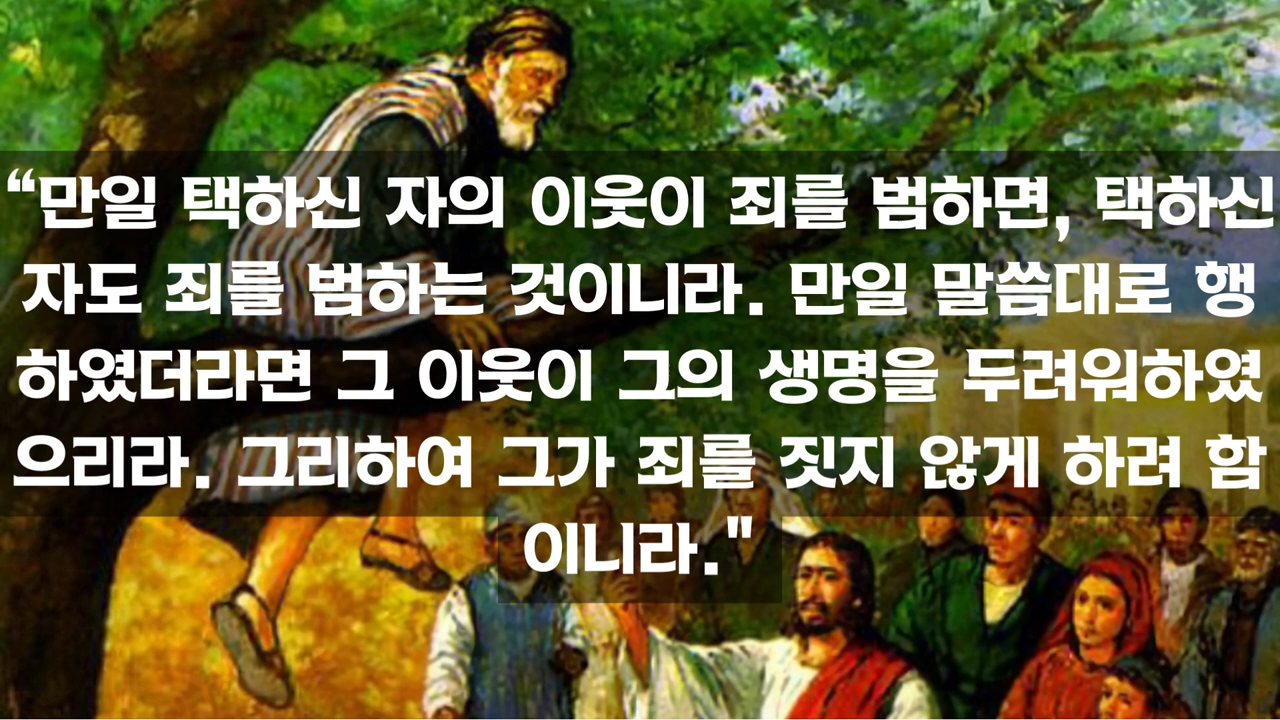 “만일 택하신 자의 이웃이 죄를 범하면, 택하신
자도 죄를 범하는 것이니라. 만일 말씀대로 행
하였더라면 그 이웃이 그의 생명을 두려워하였
으리라. 그리하여 그가 죄를 짓지 않게 하려 함
이니라."